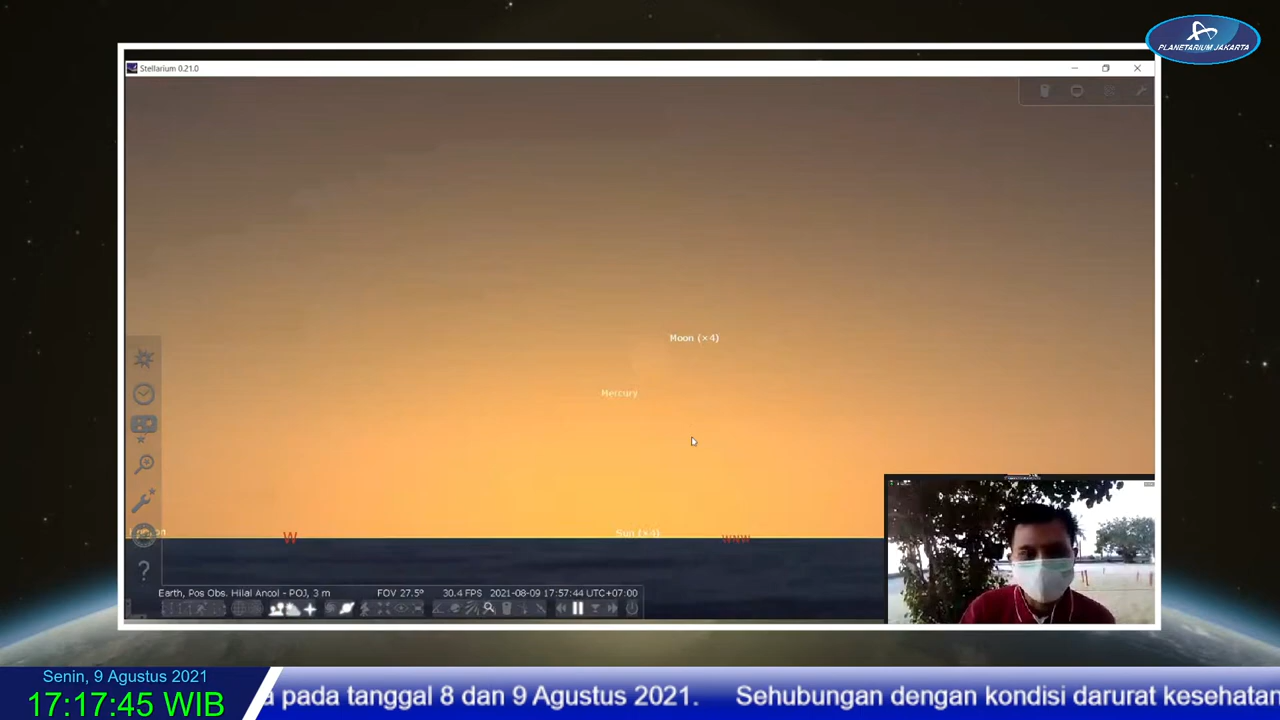 PLANETARIUM JAKARTA
Stellarium 0.21.0
Moon (×4)
Mercury
Sun (×4)
W
WNW
Earth, Pos Obs. Hilal Ancol - POJ, 3 m
FOV 27.5°
30.4 FPS
2021-08-09 17:57:44 UTC+07:00
Senin, 9 Agustus 2021
17:17:45 WIB
a pada tanggal 8 dan 9 Agustus 2021. Sehubungan dengan kondisi darurat kesehatan